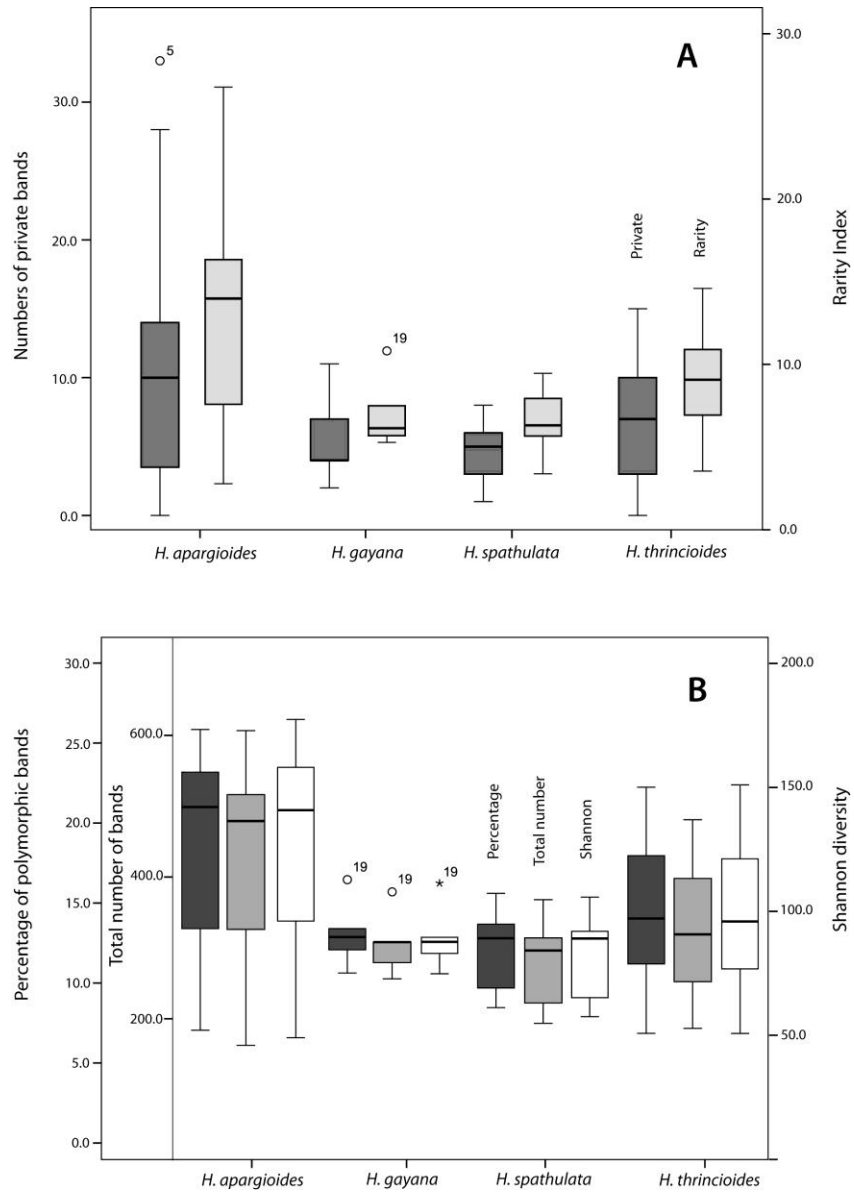 A
5
30.0
20.0
10.0
0.0
Numbers of private bands
30.0
20.0
10.0
0.0
Rarity Index
19
Private
Rarity
H. apargioides H. gayana H. spathulata H. thrincioides
B
30.0
25.0
20.0
15.0
10.0
5.0
0.0
Percentage of polymorphic bands
600.0
400.0
200.0
Total number of bands
200.0
150.0
100.0
50.0
Shannon diversity
19 19 19
Percentage
Total number
Shannon
*
H. apargioides H. gayana H. spathulata H. thrincioides